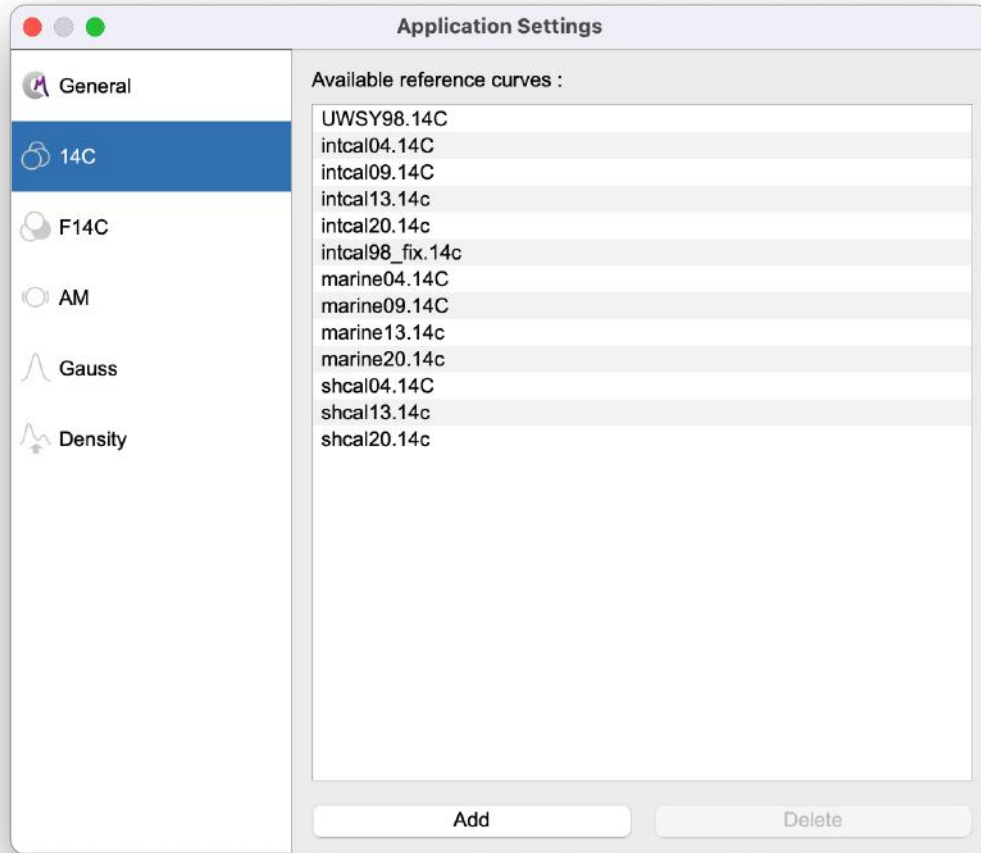 Application Settings
General
14C
F14C
AM
Gauss
Density
Available reference curves :
UWSY98.14C
intcal04.14C
intcal09.14C
intcal13.14c
intcal20.14c
intcal98_fix.14c
marine04.14C
marine09.14C
marine13.14c
marine20.14c
shcal04.14C
shcal13.14c
shcal20.14c
Add
Delete